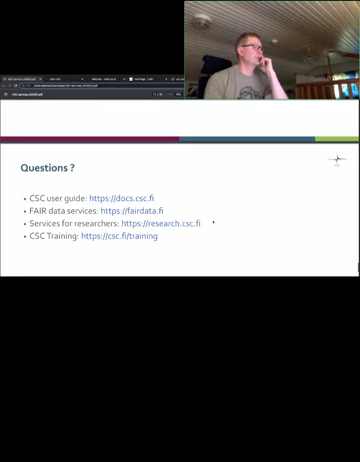 Questions ?
• CSC user guide: https://docs.csc.fi
• FAIR data services: https://fairdata.fi
• Services for researchers: https://research.csc.fi
• CSC Training: https://csc.fi/training